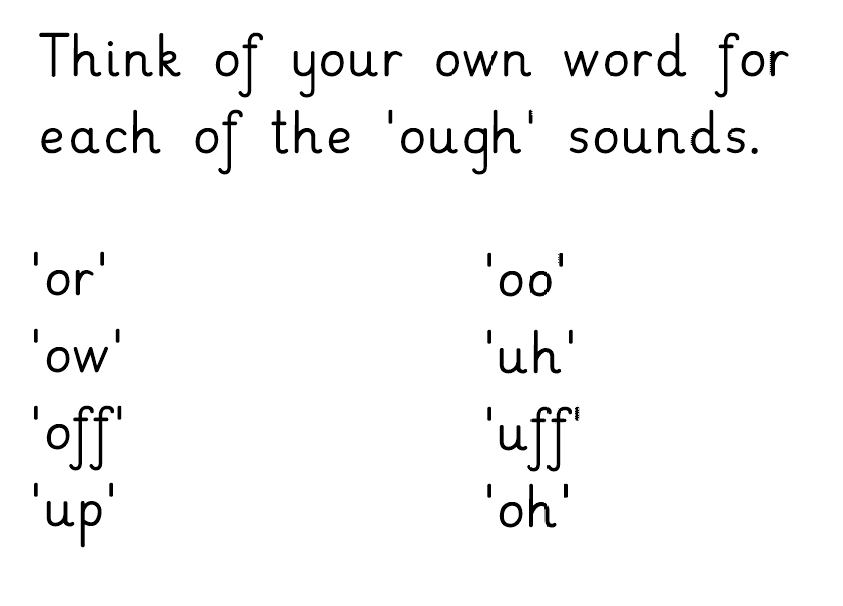 Think of your own word for
each of the 'ough' sounds.
'or' 'oo'
'ow' 'uh'
'off' 'uff'
'up' 'oh'